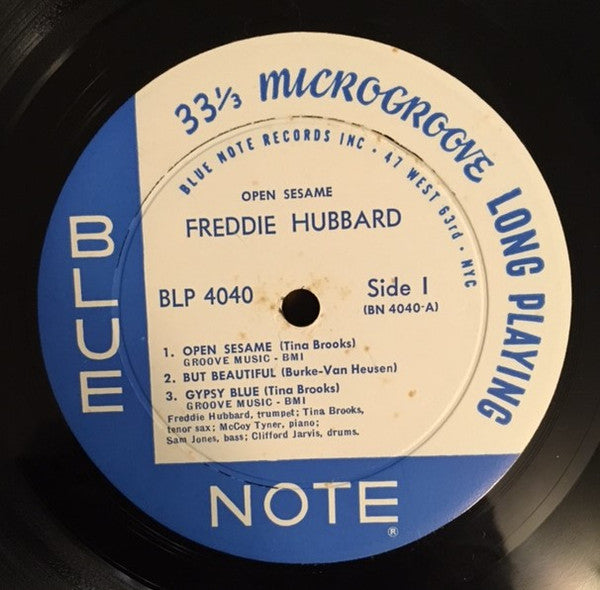 33⅓ MICROGROOVE LONG PLAYING
BLUE NOTE RECORDS INC • 47 WEST 63rd • NYC
OPEN SESAME
FREDDIE HUBBARD
BLP 4040
Side 1
(BN 4040-A)
1. OPEN SESAME (Tina Brooks)
GROOVE MUSIC - BMI
2. BUT BEAUTIFUL (Burke-Van Heusen)
3. GYPSY BLUE (Tina Brooks)
GROOVE MUSIC - BMI
Freddie Hubbard, trumpet; Tina Brooks,
tenor sax; McCoy Tyner, piano;
Sam Jones, bass; Clifford Jarvis, drums.
BLUE
NOTE
®